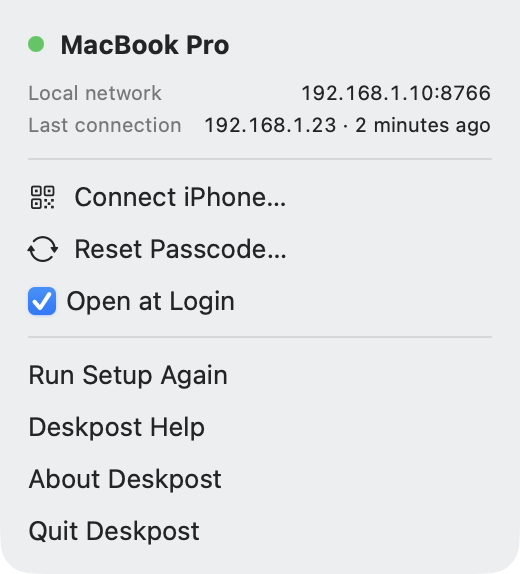 MacBook Pro
Local network 192.168.1.10:8766
Last connection 192.168.1.23 · 2 minutes ago
Connect iPhone...
Reset Passcode...
Open at Login
Run Setup Again
Deskpost Help
About Deskpost
Quit Deskpost